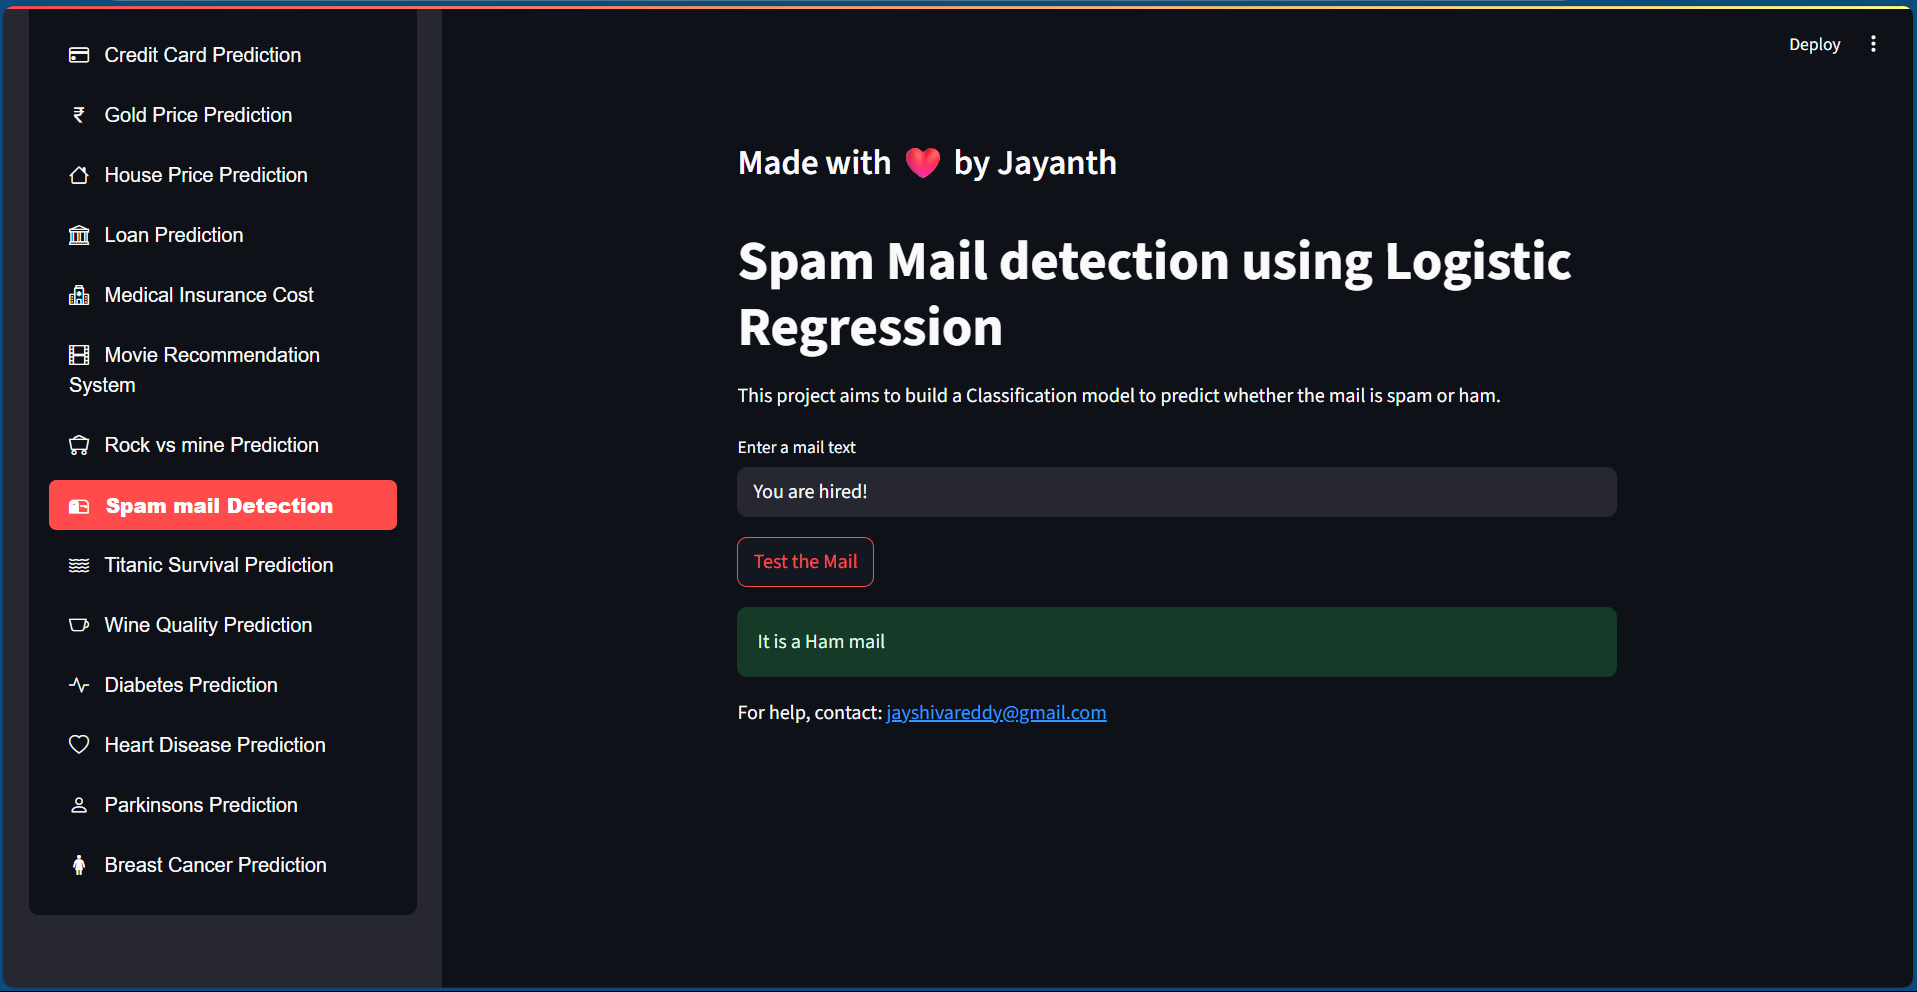 Credit Card Prediction
Gold Price Prediction
House Price Prediction
Loan Prediction
Medical Insurance Cost
Movie Recommendation
System
Rock vs mine Prediction
Spam mail Detection
Titanic Survival Prediction
Wine Quality Prediction
Diabetes Prediction
Heart Disease Prediction
Parkinsons Prediction
Breast Cancer Prediction
Deploy
Made with ❤️ by Jayanth
Spam Mail detection using Logistic
Regression
This project aims to build a Classification model to predict whether the mail is spam or ham.
Enter a mail text
You are hired!
Test the Mail
It is a Ham mail
For help, contact: jayshivareddy@gmail.com